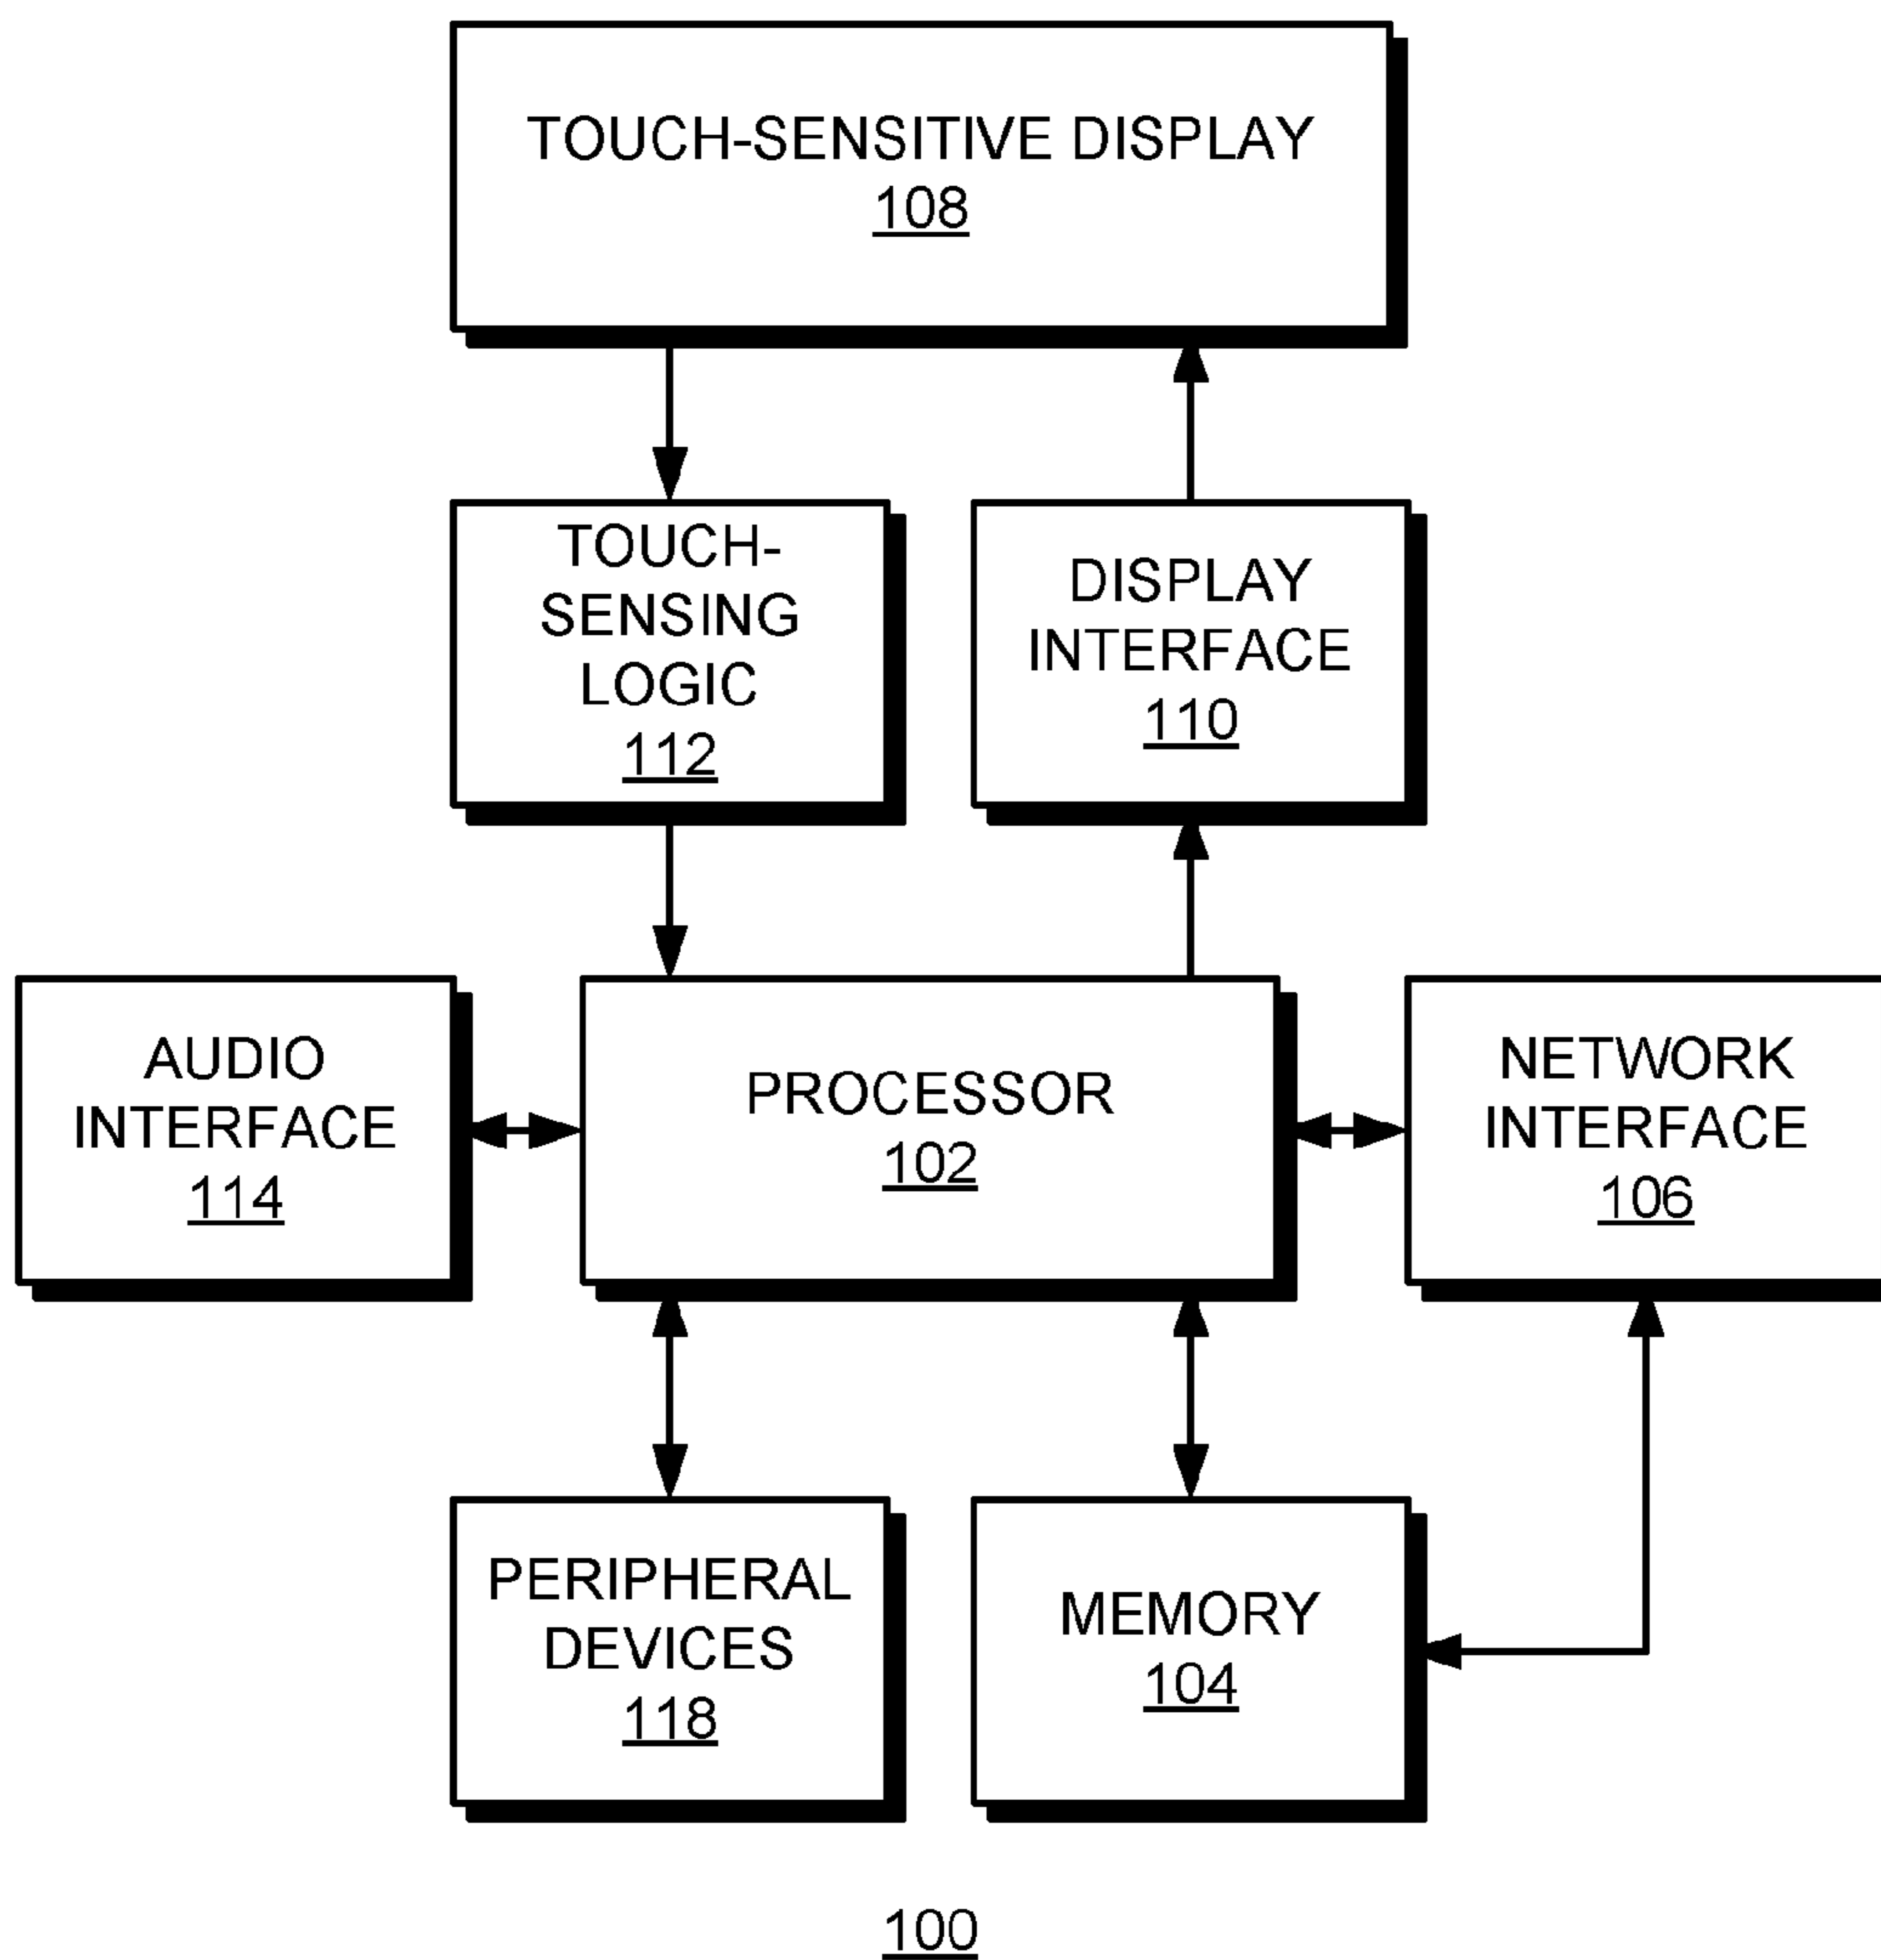 TOUCH-SENSITIVE DISPLAY
108
TOUCH-
SENSING
LOGIC
112
DISPLAY
INTERFACE
110
AUDIO
INTERFACE
114
PROCESSOR
102
NETWORK
INTERFACE
106
PERIPHERAL
DEVICES
118
MEMORY
104
100